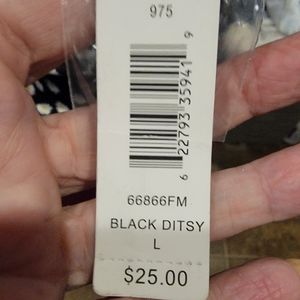 975
6 22793 35941 9
66866FM
BLACK DITSY
L
$25.00